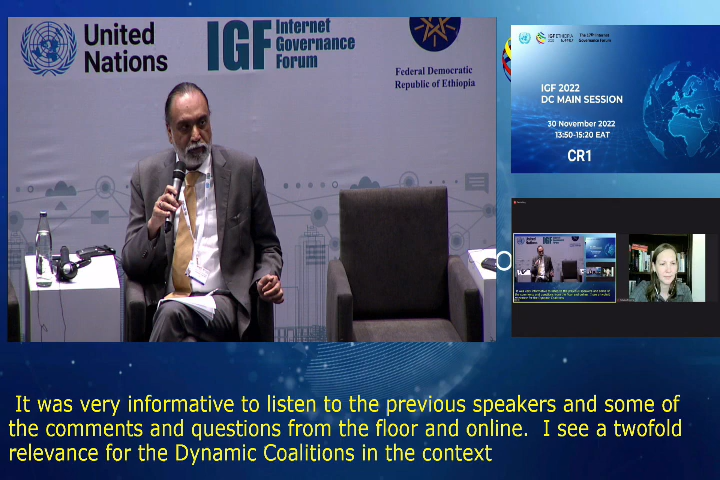 United
Nations
IGF
Internet
Governance
Forum
Federal Democratic
Republic of Ethiopia
IGF 2022
DC MAIN SESSION
30 November 2022
13:50-15:20 EAT
CR1
United
Nations
IGF
It was very informative to listen to the previous speakers and some of
the comments and questions from the floor and online.  I see a twofold
relevance for the Dynamic Coalitions in the context